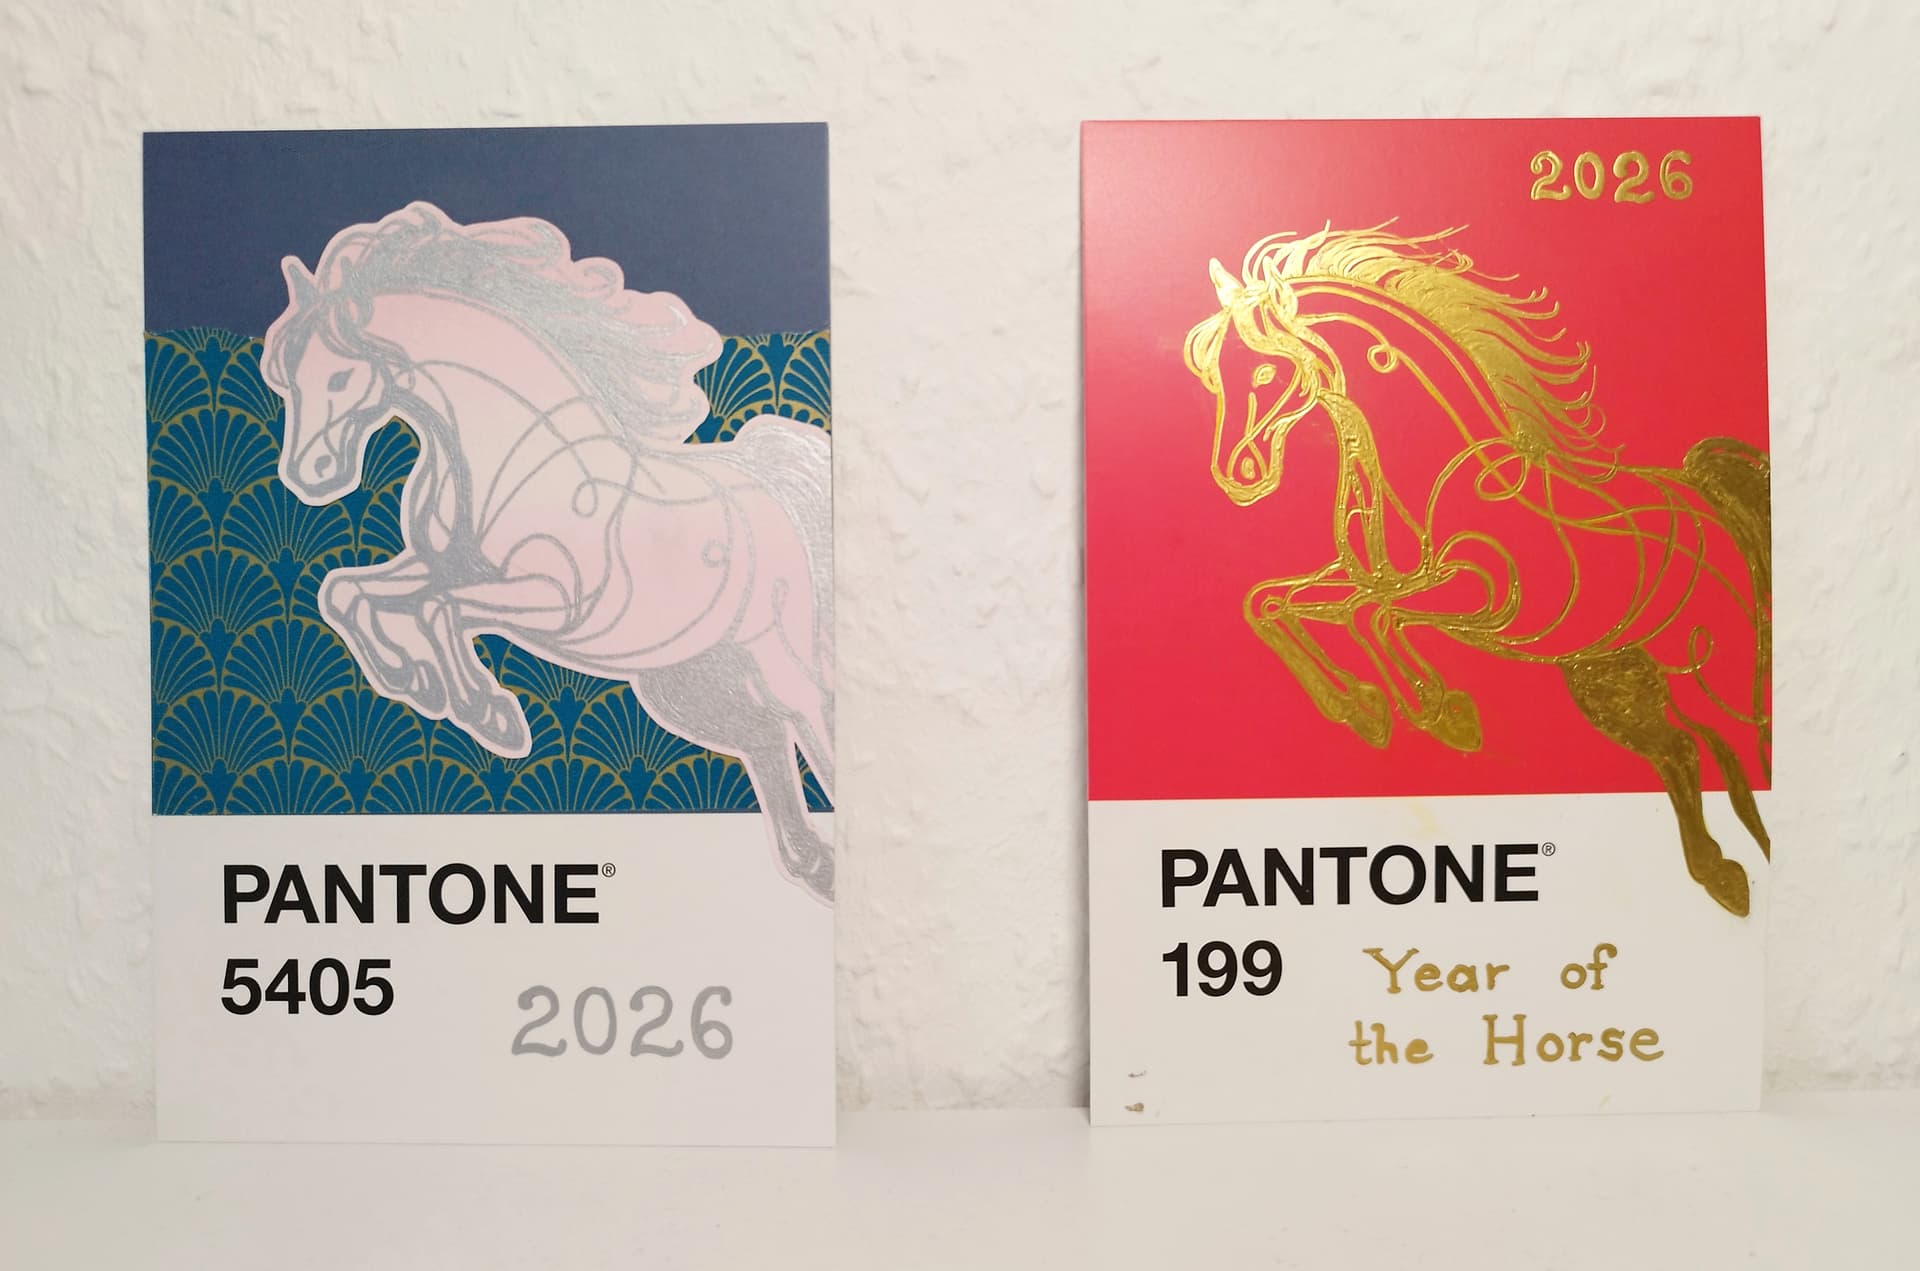 PANTONE®
5405
2026
2026
PANTONE®
199
Year of
the Horse